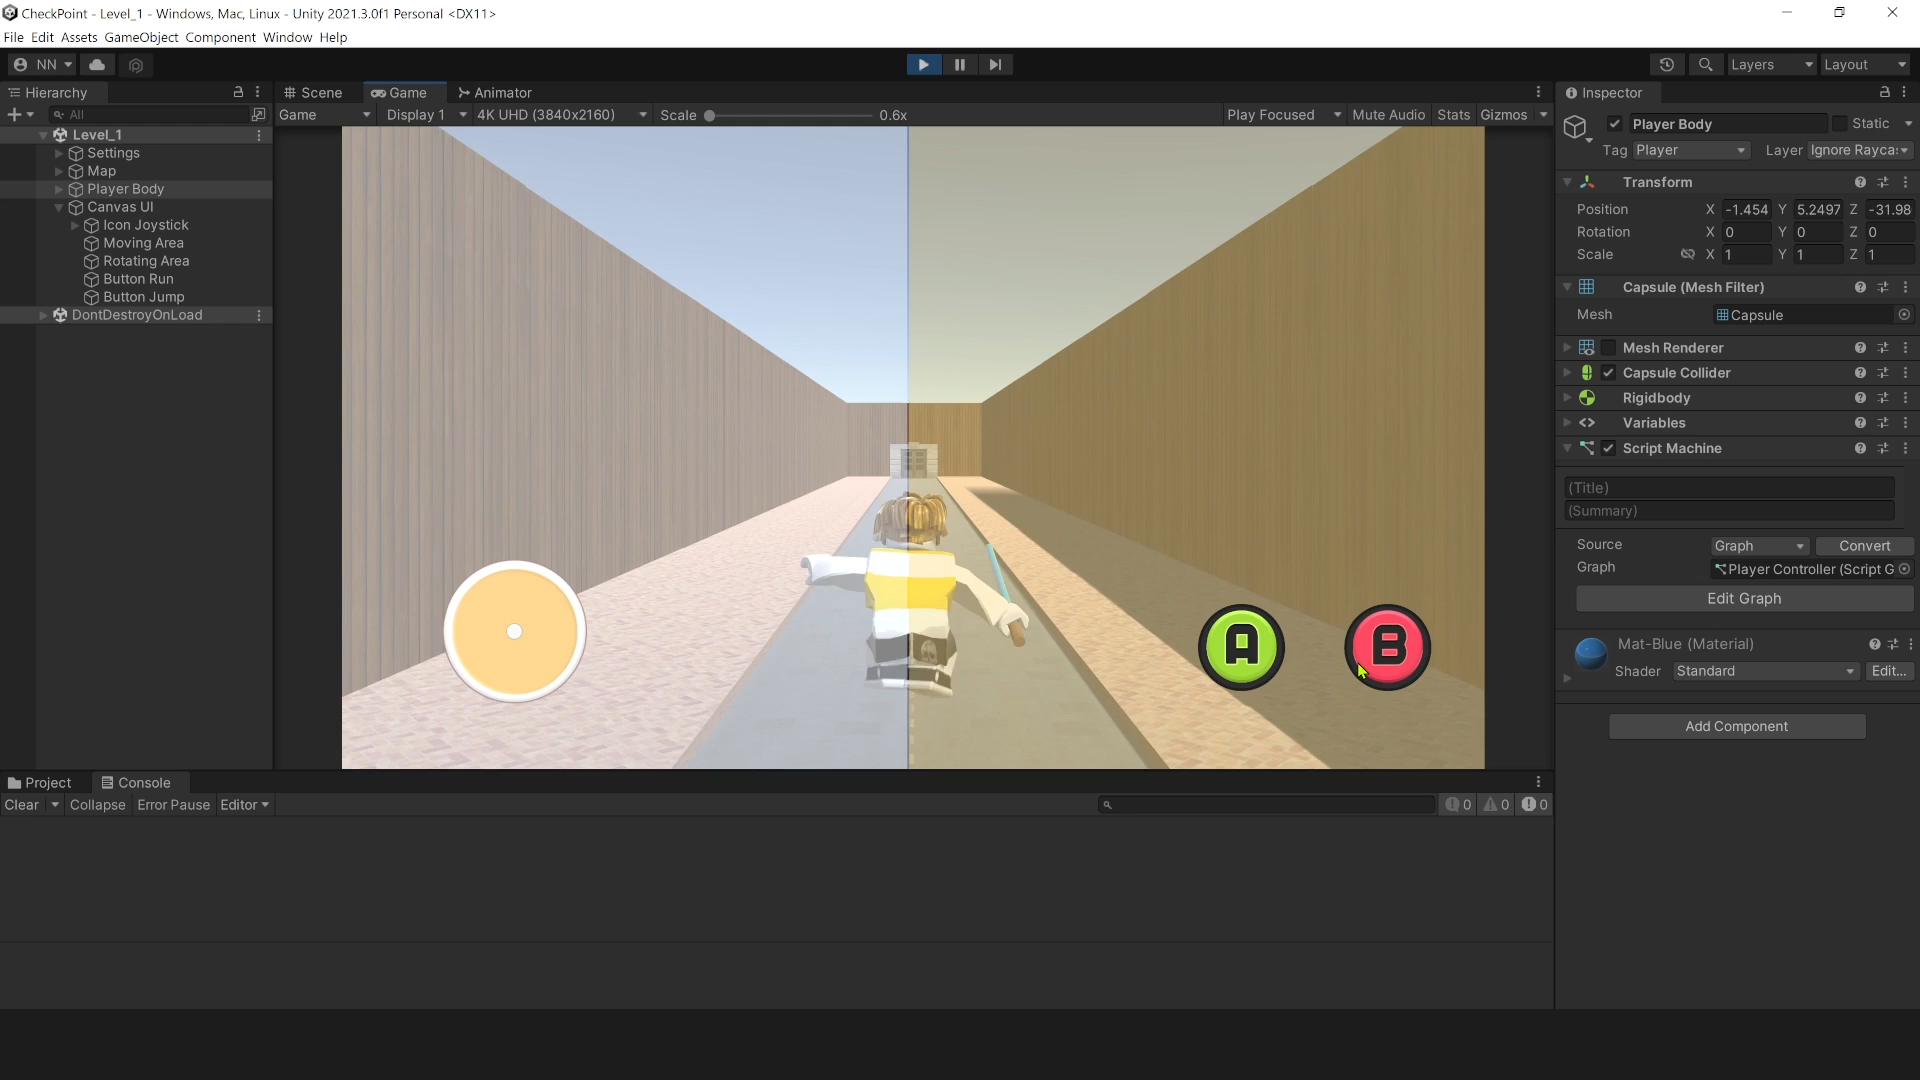 CheckPoint - Level_1 - Windows, Mac, Linux - Unity 2021.3.0f1 Personal <DX11>
File Edit Assets GameObject Component Window Help
NN Layers Layout
Hierarchy
All
Level_1
Settings
Map
Player Body
Canvas UI
Icon Joystick
Moving Area
Rotating Area
Button Run
Button Jump
DontDestroyOnLoad
Scene Game Animator
Game Display 1 4K UHD (3840x2160) Scale 0.6x Play Focused Mute Audio Stats Gizmos
A B
Project Console
Clear Collapse Error Pause Editor 0 0 0
Inspector
Player Body Static
Tag Player Layer Ignore Rayca
Transform
Position X -1.454 Y 5.2497 Z -31.98
Rotation X 0 Y 0 Z 0
Scale X 1 Y 1 Z 1
Capsule (Mesh Filter)
Mesh Capsule
Mesh Renderer
Capsule Collider
Rigidbody
Variables
Script Machine
(Title)
(Summary)
Source Graph Convert
Graph Player Controller (Script G
Edit Graph
Mat-Blue (Material)
Shader Standard Edit...
Add Component